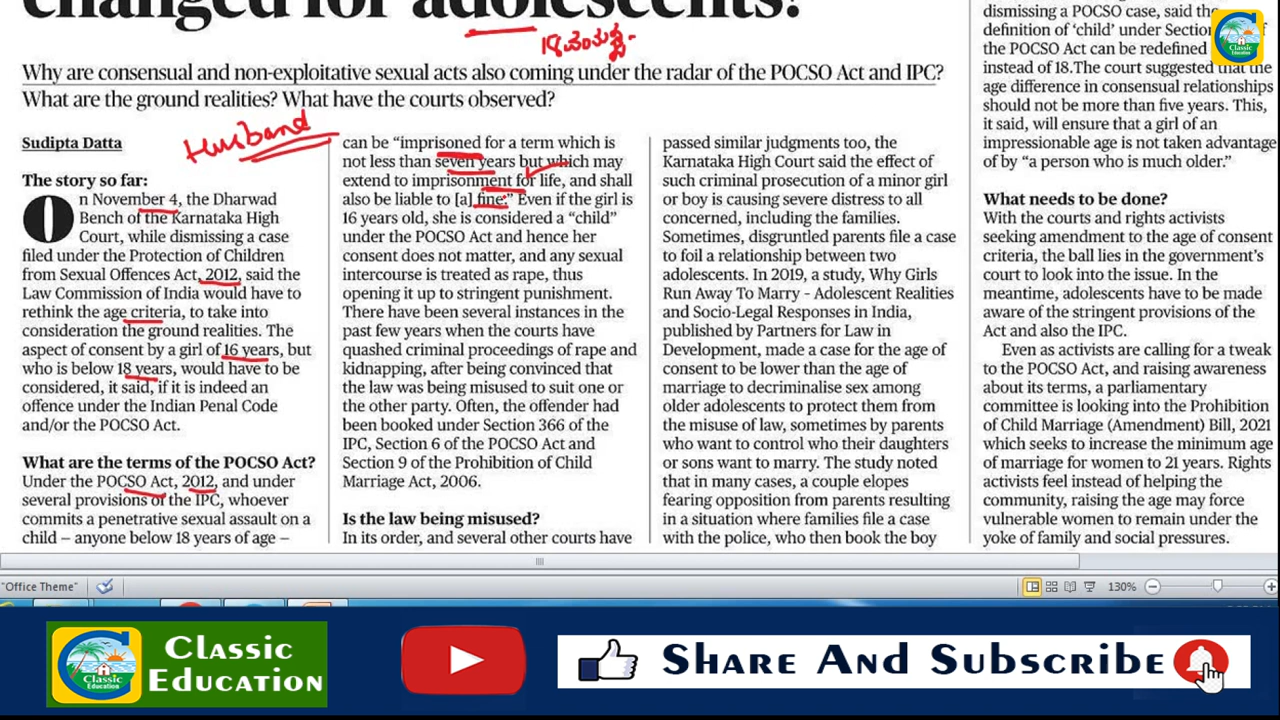 changed for adolescents?
Why are consensual and non-exploitative sexual acts also coming under the radar of the POCSO Act and IPC?
What are the ground realities? What have the courts observed?
Husband
Sudipta Datta
The story so far:
On November 4, the Dharwad
Bench of the Karnataka High
Court, while dismissing a case
filed under the Protection of Children
from Sexual Offences Act, 2012, said the
Law Commission of India would have to
rethink the age criteria, to take into
consideration the ground realities. The
aspect of consent by a girl of 16 years, but
who is below 18 years, would have to be
considered, it said, if it is indeed an
offence under the Indian Penal Code
and/or the POCSO Act.
What are the terms of the POCSO Act?
Under the POCSO Act, 2012, and under
several provisions of the IPC, whoever
commits a penetrative sexual assault on a
child – anyone below 18 years of age –
can be “imprisoned for a term which is
not less than seven years but which may
extend to imprisonment for life, and shall
also be liable to [a] fine.” Even if the girl is
16 years old, she is considered a “child”
under the POCSO Act and hence her
consent does not matter, and any sexual
intercourse is treated as rape, thus
opening it up to stringent punishment.
There have been several instances in the
past few years when the courts have
quashed criminal proceedings of rape and
kidnapping, after being convinced that
the law was being misused to suit one or
the other party. Often, the offender had
been booked under Section 366 of the
IPC, Section 6 of the POCSO Act and
Section 9 of the Prohibition of Child
Marriage Act, 2006.
Is the law being misused?
In its order, and several other courts have
passed similar judgments too, the
Karnataka High Court said the effect of
such criminal prosecution of a minor girl
or boy is causing severe distress to all
concerned, including the families.
Sometimes, disgruntled parents file a case
to foil a relationship between two
adolescents. In 2019, a study, Why Girls
Run Away To Marry - Adolescent Realities
and Socio-Legal Responses in India,
published by Partners for Law in
Development, made a case for the age of
consent to be lower than the age of
marriage to decriminalise sex among
older adolescents to protect them from
the misuse of law, sometimes by parents
who want to control who their daughters
or sons want to marry. The study noted
that in many cases, a couple elopes
fearing opposition from parents resulting
in a situation where families file a case
with the police, who then book the boy
dismissing a POCSO case, said the
definition of ‘child’ under Section
the POCSO Act can be redefined
instead of 18.The court suggested that the
age difference in consensual relationships
should not be more than five years. This,
it said, will ensure that a girl of an
impressionable age is not taken advantage
of by “a person who is much older.”
What needs to be done?
With the courts and rights activists
seeking amendment to the age of consent
criteria, the ball lies in the government’s
court to look into the issue. In the
meantime, adolescents have to be made
aware of the stringent provisions of the
Act and also the IPC.
Even as activists are calling for a tweak
to the POCSO Act, and raising awareness
about its terms, a parliamentary
committee is looking into the Prohibition
of Child Marriage (Amendment) Bill, 2021
which seeks to increase the minimum age
of marriage for women to 21 years. Rights
activists feel instead of helping the
community, raising the age may force
vulnerable women to remain under the
yoke of family and social pressures.
Classic
Education
"Office Theme"
130%
Classic
Education
Classic
Education
Share And Subscribe